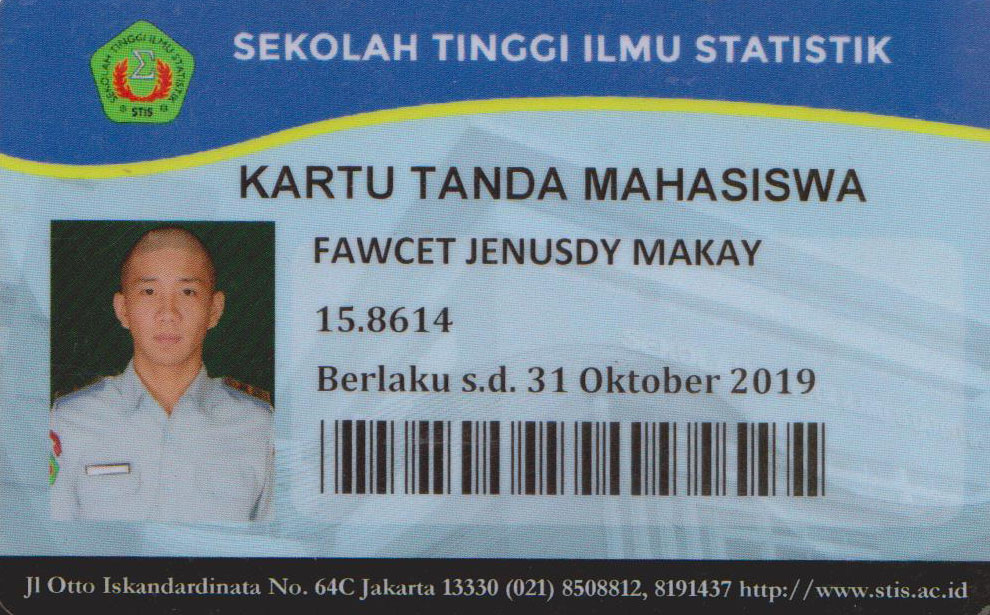 SEKOLAH TINGGI ILMU STATISTIK
SEKOLAH TINGGI ILMU STATISTIK
Σ
STIS
KARTU TANDA MAHASISWA
FAWCET JENUSDY MAKAY
15.8614
Berlaku s.d. 31 Oktober 2019
Jl Otto Iskandardinata No. 64C Jakarta 13330 (021) 8508812, 8191437 http://www.stis.ac.id